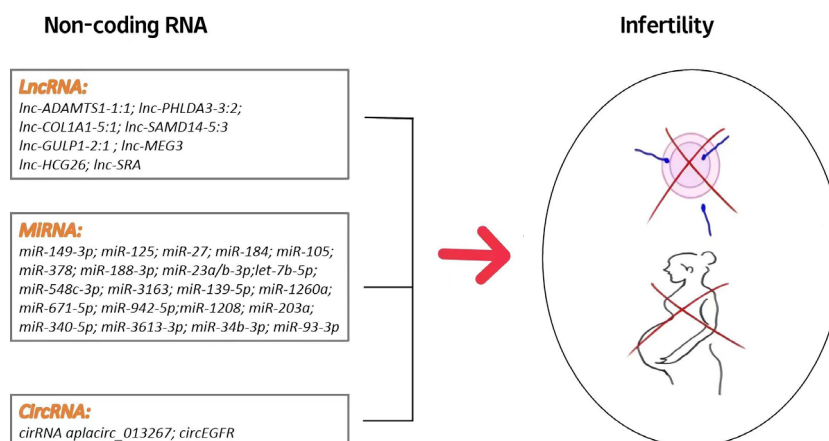 Non-coding RNA
Infertility
LncRNA:
lnc-ADAMTS1-1:1; lnc-PHLDA3-3:2;
lnc-COL1A1-5:1; lnc-SAMD14-5:3
lnc-GULP1-2:1 ; lnc-MEG3
lnc-HCG26; lnc-SRA
MiRNA:
miR-149-3p; miR-125; miR-27; miR-184; miR-105;
miR-378; miR-188-3p; miR-23a/b-3p;let-7b-5p;
miR-548c-3p; miR-3163; miR-139-5p; miR-1260a;
miR-671-5p; miR-942-5p;miR-1208; miR-203a;
miR-340-5p; miR-3613-3p; miR-34b-3p; miR-93-3p
CircRNA:
cirRNA aplacirc_013267; circEGFR